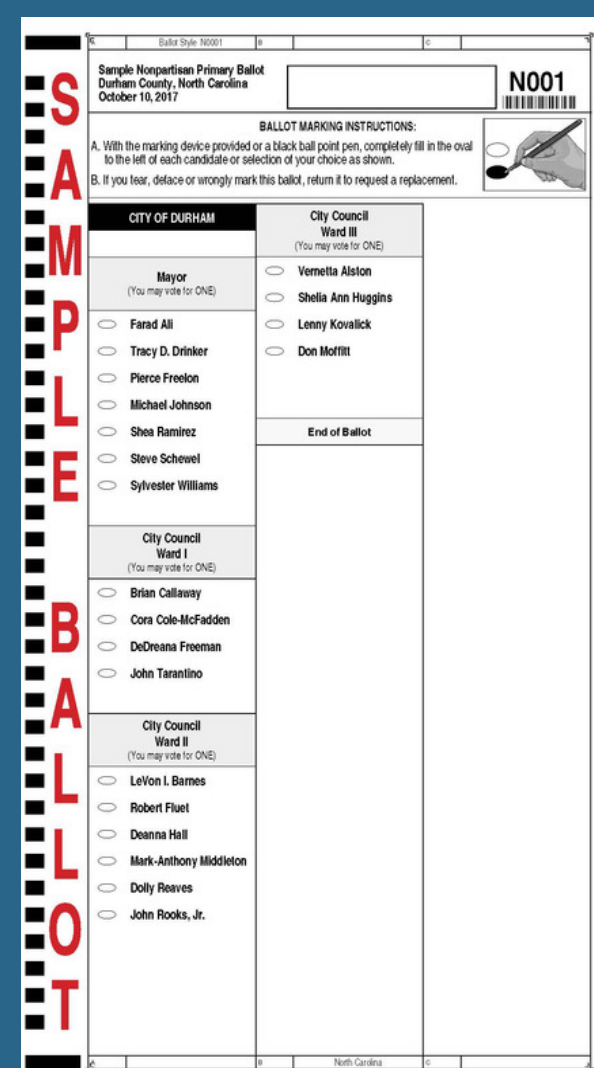 SAMPLE BALLOT
A Ballot Style N0001 B C
Sample Nonpartisan Primary Ballot
Durham County, North Carolina
October 10, 2017
N001
BALLOT MARKING INSTRUCTIONS:
A. With the marking device provided or a black ball point pen, completely fill in the oval
to the left of each candidate or selection of your choice as shown.
B. If you tear, deface or wrongly mark this ballot, return it to request a replacement.
CITY OF DURHAM
Mayor
(You may vote for ONE)
Farad Ali
Tracy D. Drinker
Pierce Freelon
Michael Johnson
Shea Ramirez
Steve Schewel
Sylvester Williams
City Council
Ward I
(You may vote for ONE)
Brian Callaway
Cora Cole-McFadden
DeDreana Freeman
John Tarantino
City Council
Ward II
(You may vote for ONE)
LeVon I. Barnes
Robert Fluet
Deanna Hall
Mark-Anthony Middleton
Dolly Reaves
John Rooks, Jr.
City Council
Ward III
(You may vote for ONE)
Vernetta Alston
Shelia Ann Huggins
Lenny Kovalick
Don Moffitt
End of Ballot
A B North Carolina C